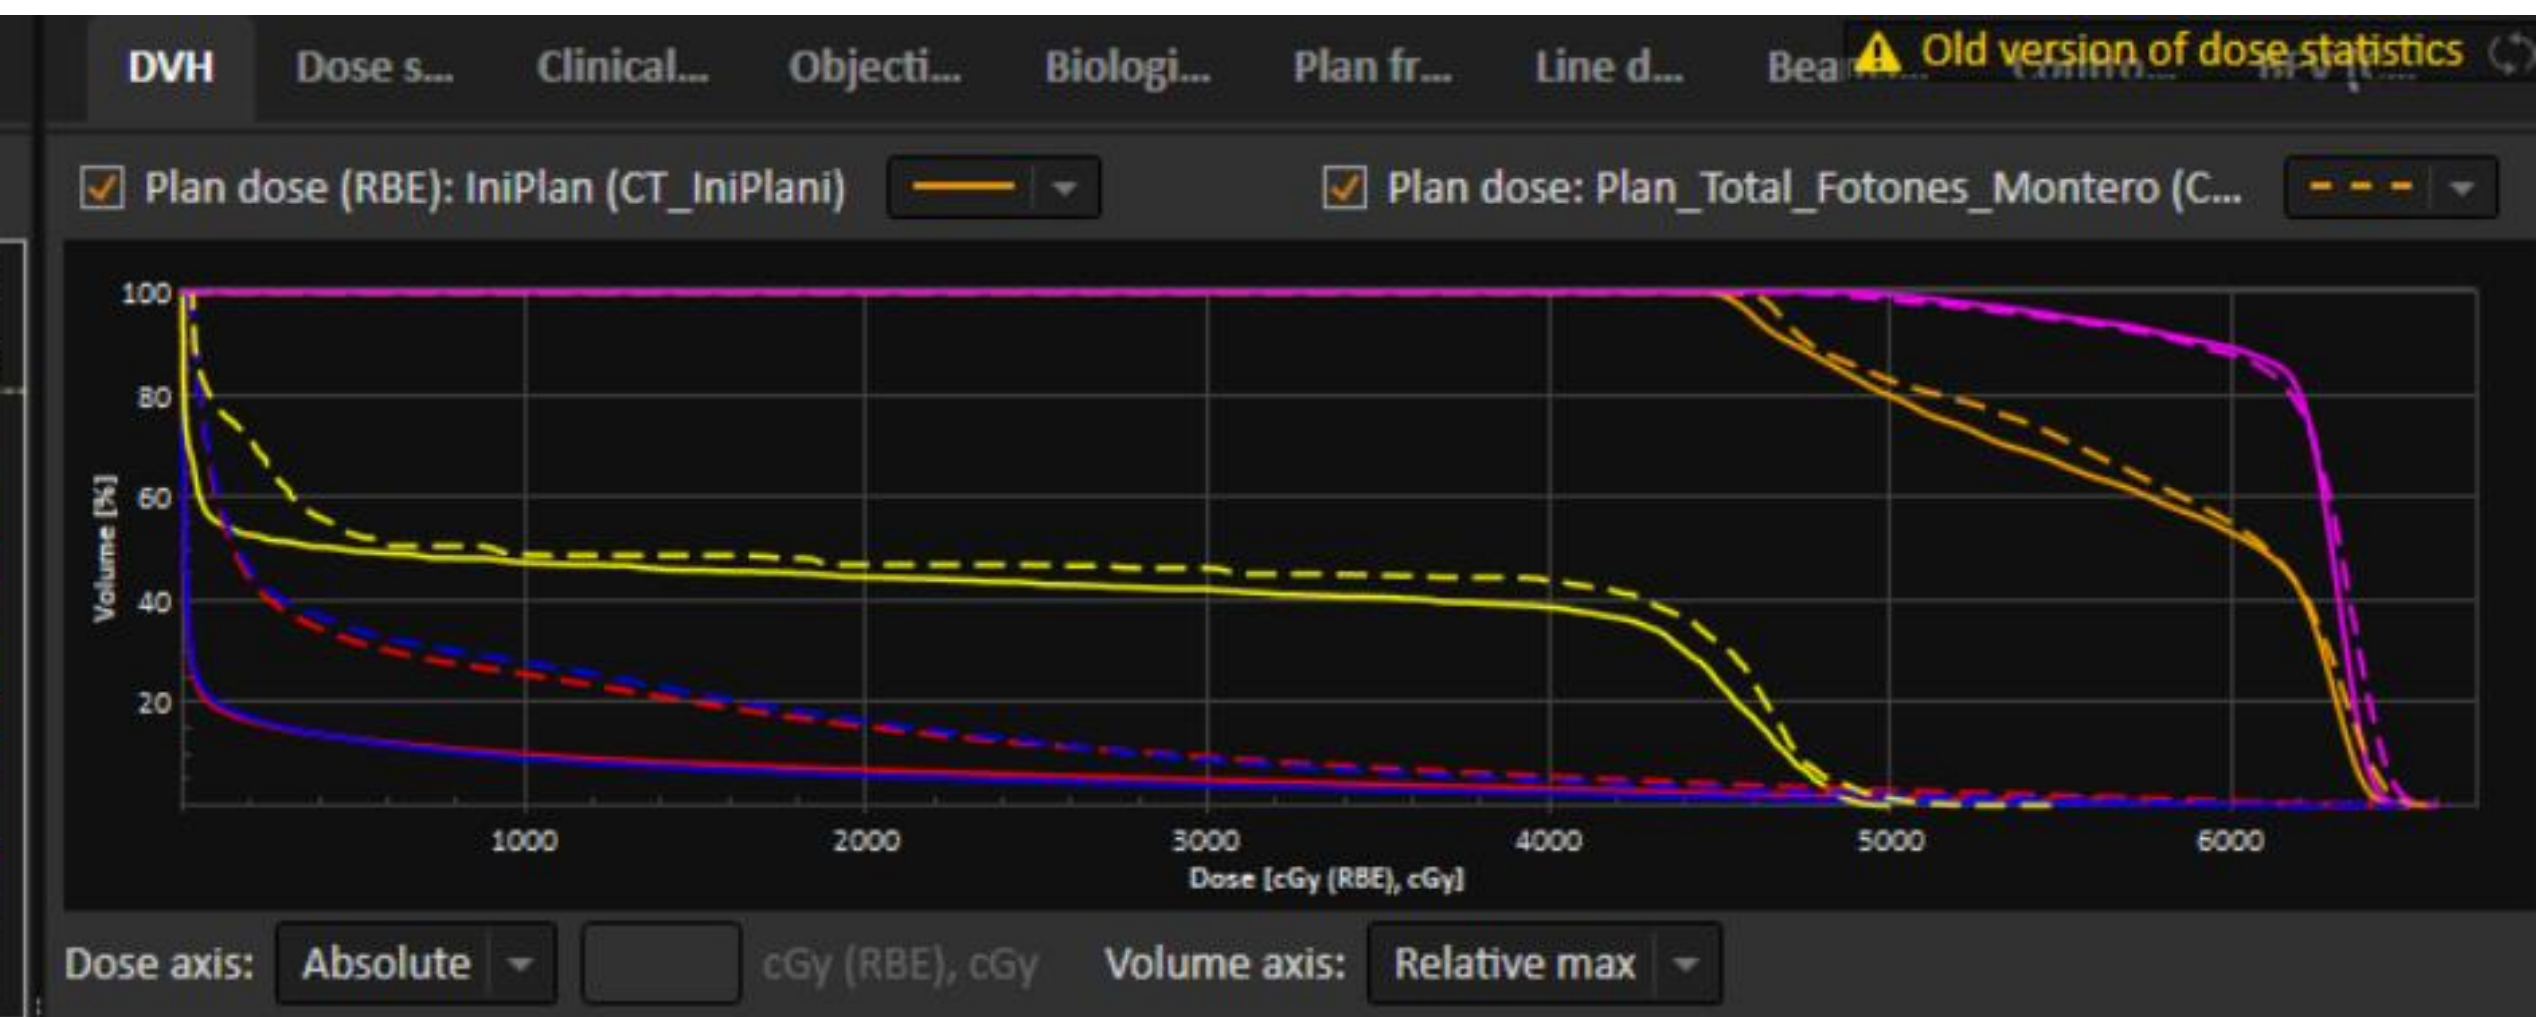 DVH Dose s... Clinical... Objecti... Biologi... Plan fr... Line d... Bea
Old version of dose statistics
Plan dose (RBE): IniPlan (CT_IniPlani) Plan dose: Plan_Total_Fotones_Montero (C...
100
80
60
40
20
Volume [%]
1000 2000 3000 4000 5000 6000
Dose [cGy (RBE), cGy]
Dose axis: Absolute cGy (RBE), cGy Volume axis: Relative max